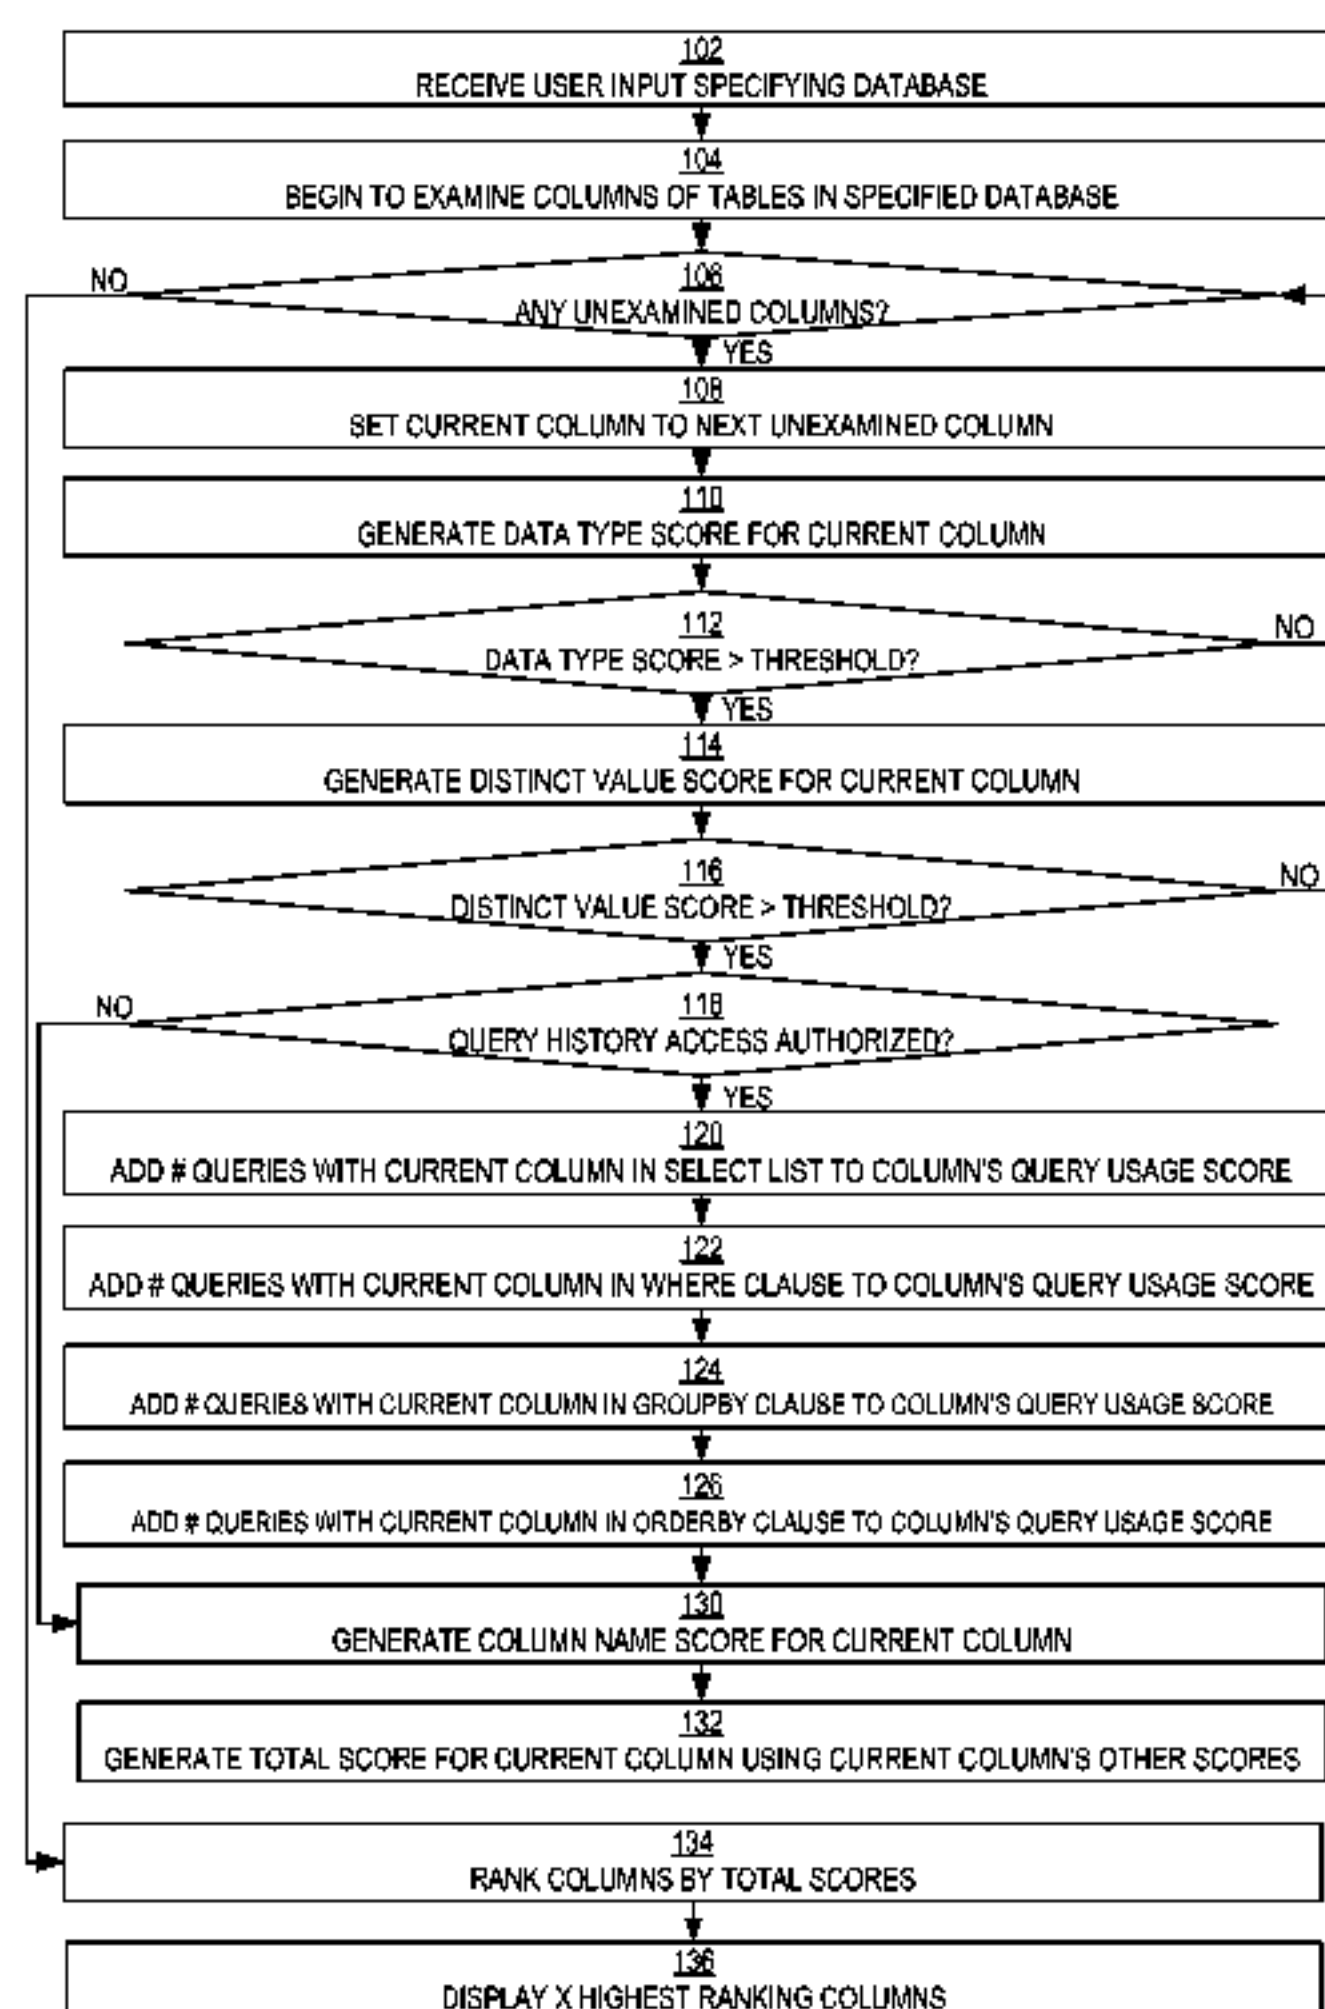 102
RECEIVE USER INPUT SPECIFYING DATABASE
104
BEGIN TO EXAMINE COLUMNS OF TABLES IN SPECIFIED DATABASE
NO
106
ANY UNEXAMINED COLUMNS?
YES
108
SET CURRENT COLUMN TO NEXT UNEXAMINED COLUMN
110
GENERATE DATA TYPE SCORE FOR CURRENT COLUMN
112
NO
DATA TYPE SCORE > THRESHOLD?
YES
114
GENERATE DISTINCT VALUE SCORE FOR CURRENT COLUMN
116
NO
DISTINCT VALUE SCORE > THRESHOLD?
YES
NO
118
QUERY HISTORY ACCESS AUTHORIZED?
YES
120
ADD # QUERIES WITH CURRENT COLUMN IN SELECT LIST TO COLUMN'S QUERY USAGE SCORE
122
ADD # QUERIES WITH CURRENT COLUMN IN WHERE CLAUSE TO COLUMN'S QUERY USAGE SCORE
124
ADD # QUERIES WITH CURRENT COLUMN IN GROUPBY CLAUSE TO COLUMN'S QUERY USAGE SCORE
126
ADD # QUERIES WITH CURRENT COLUMN IN ORDERBY CLAUSE TO COLUMN'S QUERY USAGE SCORE
130
GENERATE COLUMN NAME SCORE FOR CURRENT COLUMN
132
GENERATE TOTAL SCORE FOR CURRENT COLUMN USING CURRENT COLUMN'S OTHER SCORES
134
RANK COLUMNS BY TOTAL SCORES
136
DISPLAY X HIGHEST RANKING COLUMNS